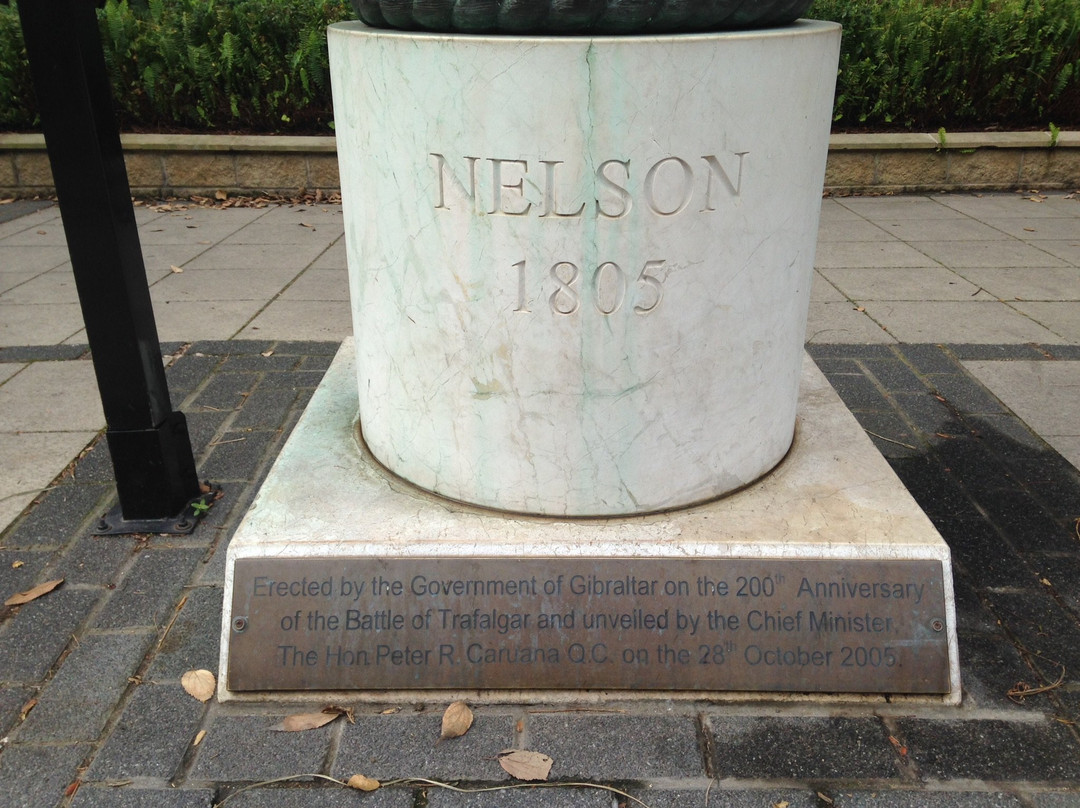 NELSON
1805
Erected by the Government of Gibraltar on the 200th Anniversary
of the Battle of Trafalgar and unveiled by the Chief Minister,
The Hon Peter R. Caruana Q.C. on the 28th October 2005.